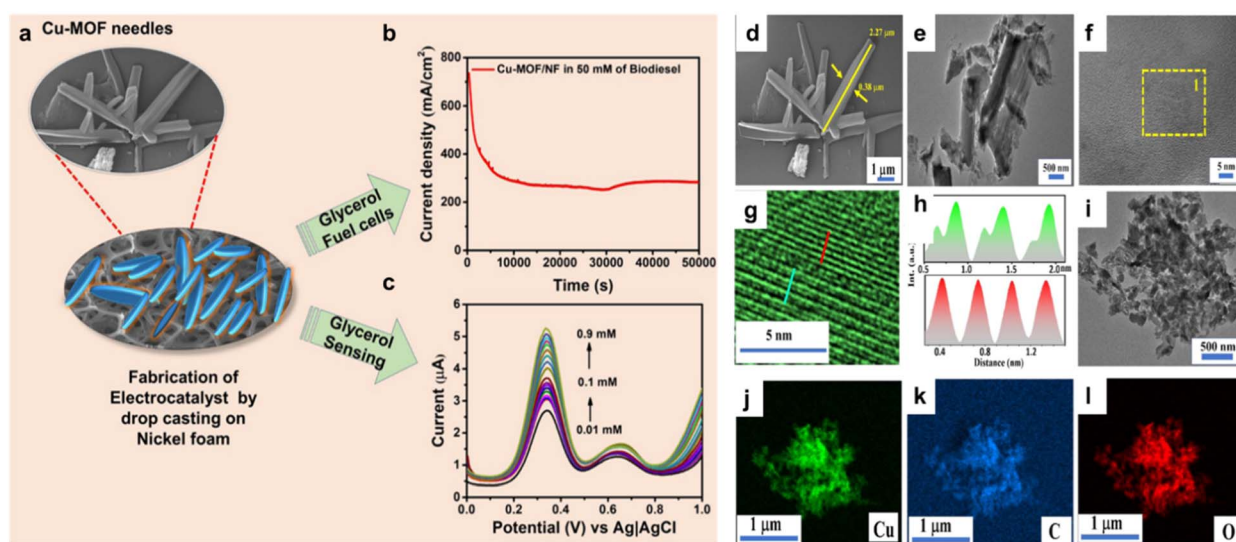 a
Cu-MOF needles
Fabrication of
Electrocatalyst by
drop casting on
Nickel foam
Glycerol
Fuel cells
Glycerol
Sensing
b
Current density (mA/cm²)
800
600
400
200
0
Cu-MOF/NF in 50 mM of Biodiesel
0 10000 20000 30000 40000 50000
Time (s)
c
Current (µA)
6
5
4
3
2
1
0
0.9 mM
0.1 mM
0.01 mM
0.0 0.2 0.4 0.6 0.8 1.0
Potential (V) vs Ag|AgCl
d
2.27 µm
0.38 µm
1 µm
e
500 nm
f
1
5 nm
g
5 nm
h
Int. (a.u.)
0.5 1.0 1.5 2.0nm
0.4 0.8 1.2
Distance (nm)
i
500 nm
j
1 µm
Cu
k
1 µm
C
l
1 µm
O